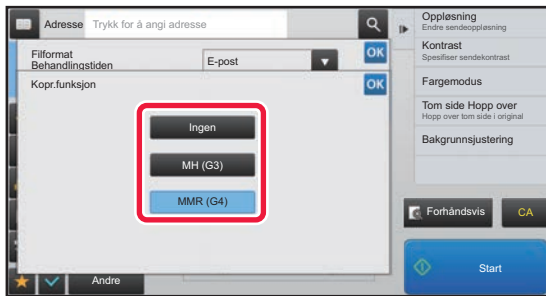 Adresse Trykk for å angi adresse
Filformat
Behandlingstiden
E-post
OK
Kopr.funksjon
OK
Ingen
MH (G3)
MMR (G4)
Andre
Oppløsning
Endre sendeoppløsning
Kontrast
Spesifiser sendekontrast
Fargemodus
Tom side Hopp over
Hopp over tom side i original
Bakgrunnsjustering
Forhåndsvis
CA
Start